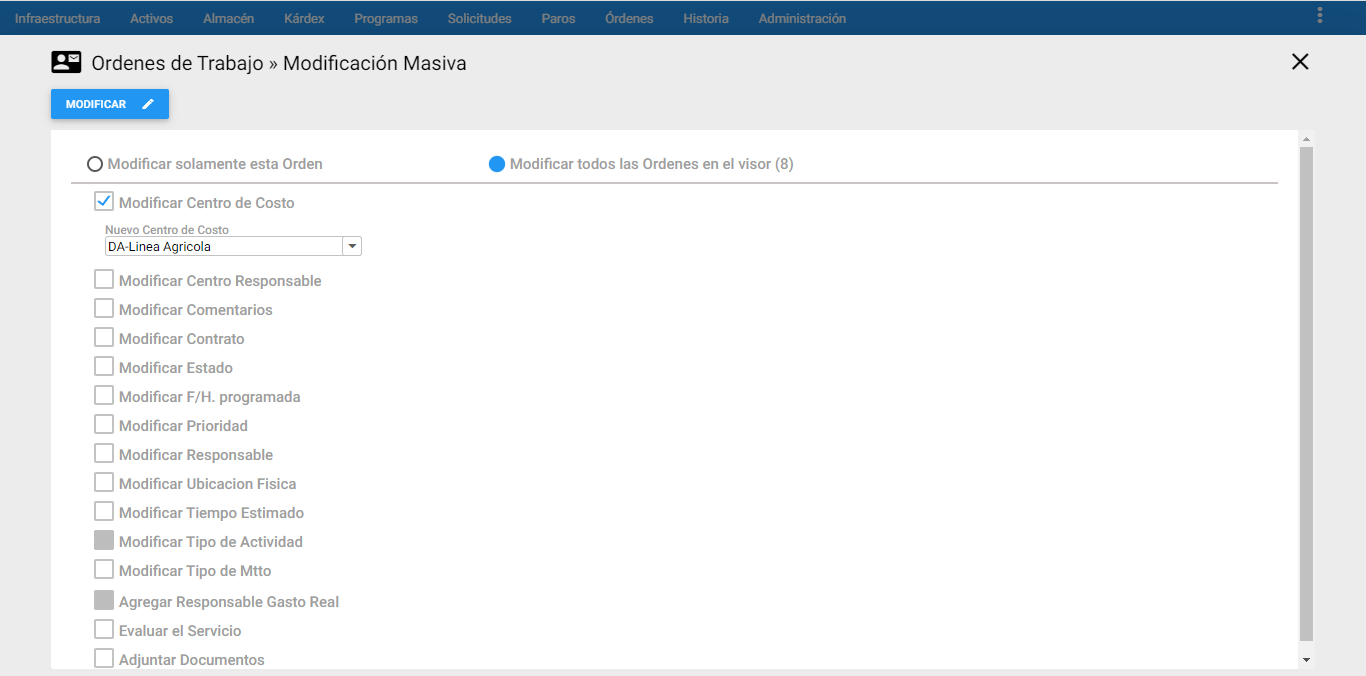 Infraestructura Activos Almacén Kárdex Programas Solicitudes Paros Órdenes Historia Administración
Ordenes de Trabajo » Modificación Masiva
MODIFICAR
Modificar solamente esta Orden Modificar todos las Ordenes en el visor (8)
Modificar Centro de Costo
Nuevo Centro de Costo
DA-Linea Agricola
Modificar Centro Responsable
Modificar Comentarios
Modificar Contrato
Modificar Estado
Modificar F/H. programada
Modificar Prioridad
Modificar Responsable
Modificar Ubicacion Fisica
Modificar Tiempo Estimado
Modificar Tipo de Actividad
Modificar Tipo de Mtto
Agregar Responsable Gasto Real
Evaluar el Servicio
Adjuntar Documentos